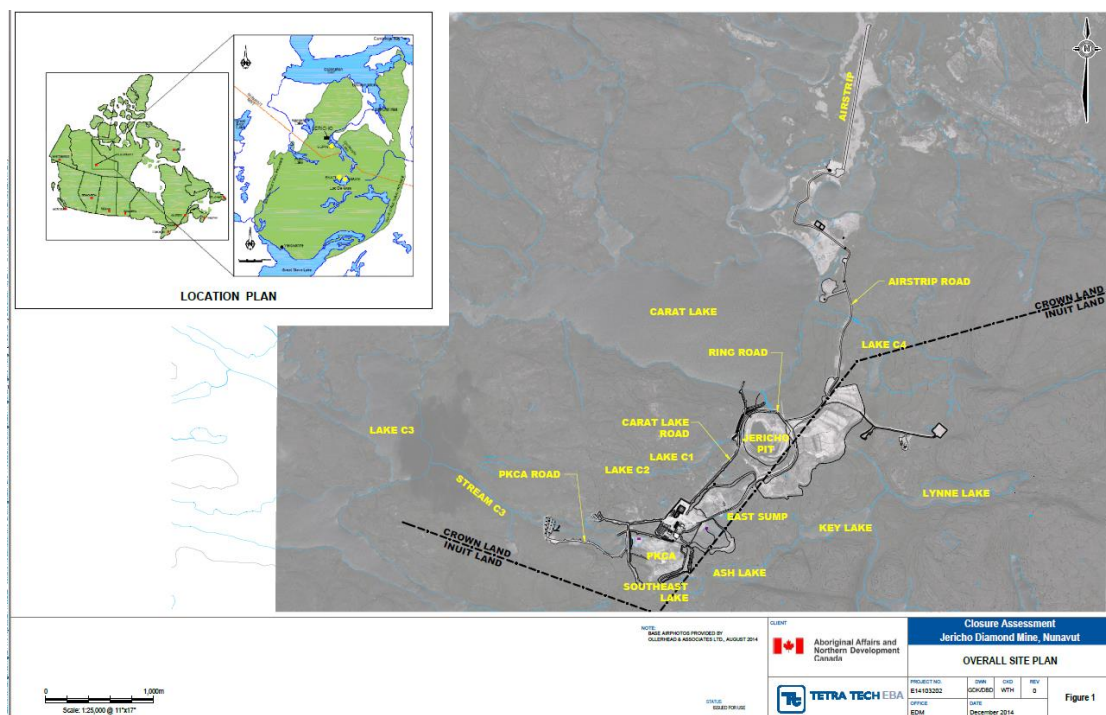 LOCATION PLAN
Great Slave Lake
AIRSTRIP
AIRSTRIP ROAD
CROWN LAND
INUIT LAND
CARAT LAKE
LAKE C4
RING ROAD
CARAT LAKE
ROAD
JERICHO
PIT
LAKE C3
LAKE C1
LAKE C2
PKCA ROAD
STREAM C3
LYNNE LAKE
EAST SUMP
KEY LAKE
CROWN LAND
INUIT LAND
PKCA
ASH LAKE
SOUTHEAST
LAKE
NOTE:
BASE AIRPHOTOS PROVIDED BY
OLLERHEAD & ASSOCIATES LTD., AUGUST 2014
0 1,000m
Scale: 1:25,000 @ 11"x17"
STATUS
ISSUED FOR USE
CLIENT
Aboriginal Affairs and
Northern Development
Canada
TETRA TECH EBA
Closure Assessment
Jericho Diamond Mine, Nunavut
OVERALL SITE PLAN
PROJECT NO.
E14103202
DWN
CKD
WTH
REV
0
OFFICE
EDM
DATE
December 2014
Figure 1